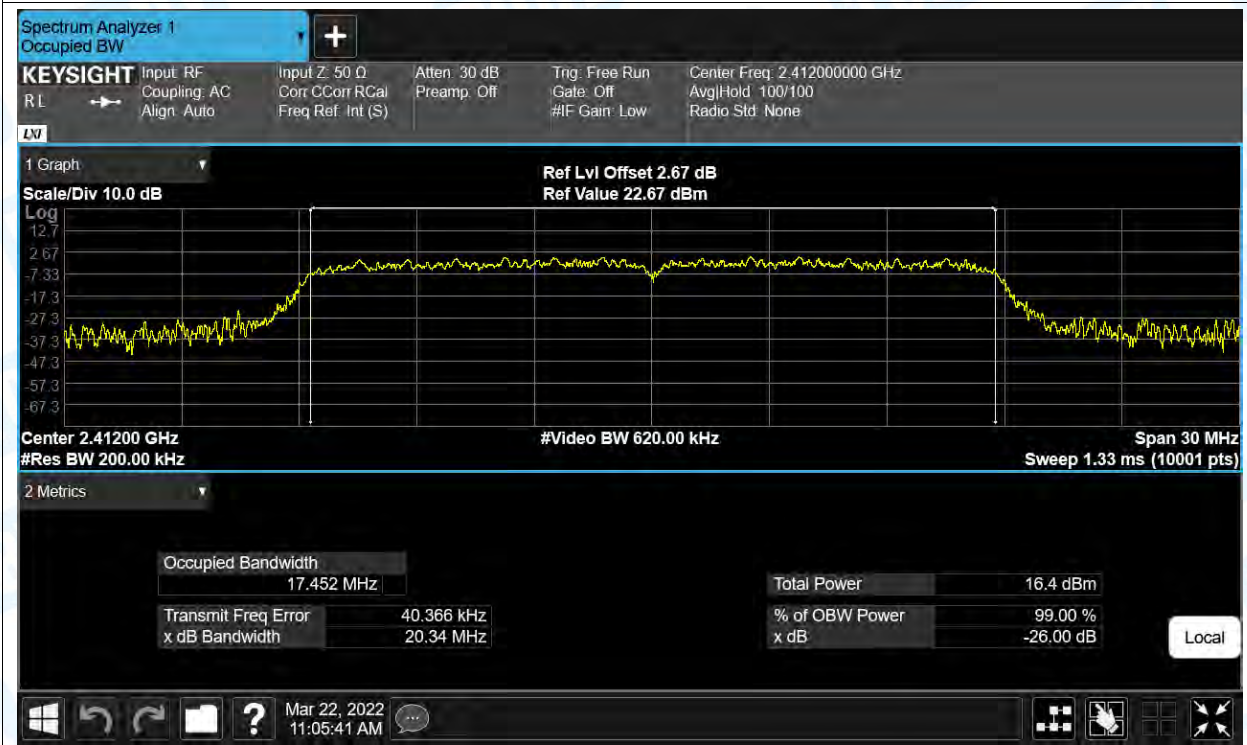 Spectrum Analyzer 1
Occupied BW
KEYSIGHT
R L
LXI
Input: RF
Coupling: AC
Align: Auto
Input Z: 50 Ω
Corr CCorr RCal
Freq Ref: Int (S)
Atten: 30 dB
Preamp: Off
Trig: Free Run
Gate: Off
#IF Gain: Low
Center Freq: 2.412000000 GHz
Avg|Hold: 100/100
Radio Std: None
1 Graph
Scale/Div 10.0 dB
Ref Lvl Offset 2.67 dB
Ref Value 22.67 dBm
Log
12.7
2.67
-7.33
-17.3
-27.3
-37.3
-47.3
-57.3
-67.3
Center 2.41200 GHz
#Res BW 200.00 kHz
#Video BW 620.00 kHz
Span 30 MHz
Sweep 1.33 ms (10001 pts)
2 Metrics
Occupied Bandwidth
17.452 MHz
Transmit Freq Error 40.366 kHz
x dB Bandwidth 20.34 MHz
Total Power 16.4 dBm
% of OBW Power 99.00 %
x dB -26.00 dB
Local
?
Mar 22, 2022
11:05:41 AM